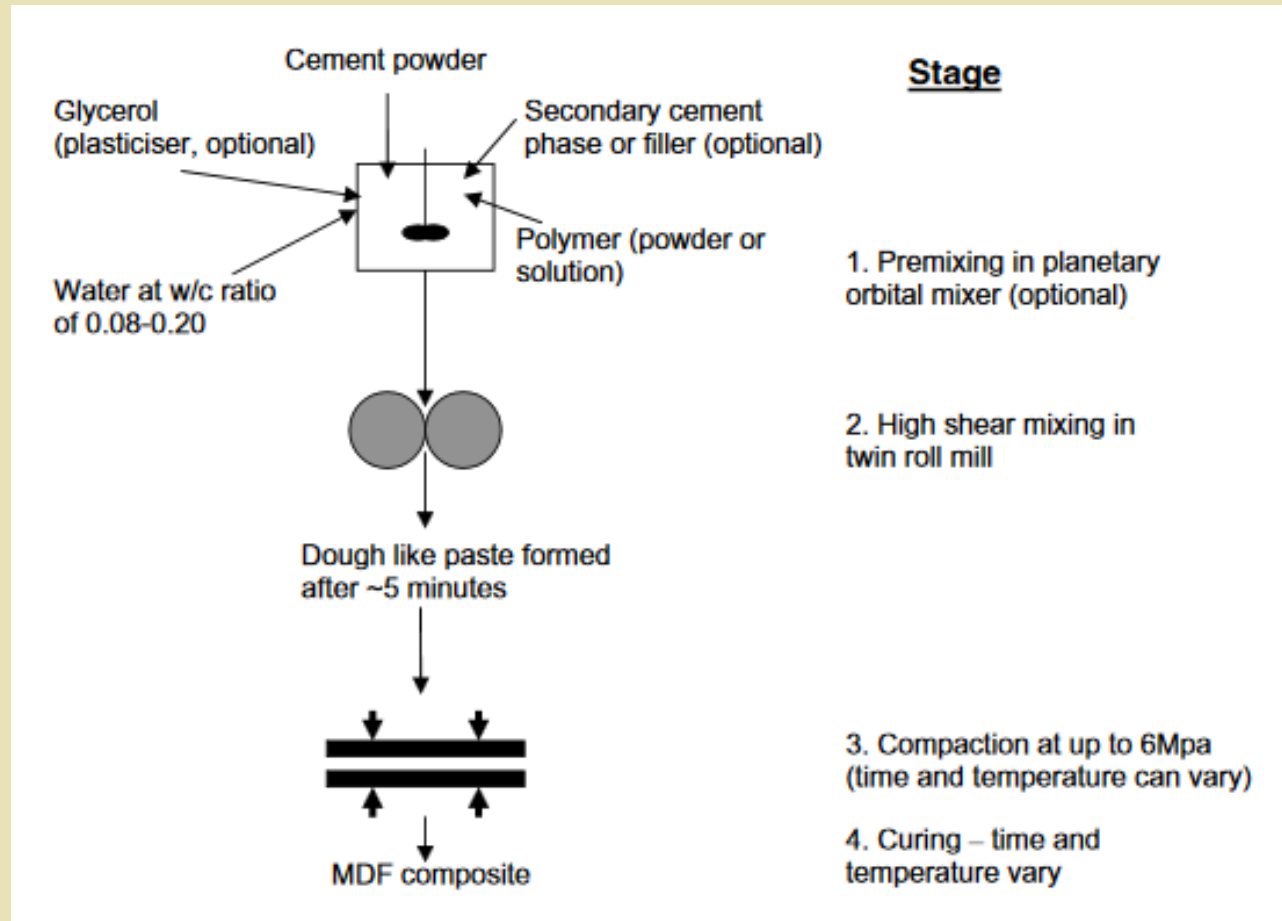 Cement powder
Stage
Glycerol
(plasticiser, optional)
Secondary cement
phase or filler (optional)
Polymer (powder or
solution)
Water at w/c ratio
of 0.08-0.20
1. Premixing in planetary
orbital mixer (optional)
2. High shear mixing in
twin roll mill
Dough like paste formed
after ~5 minutes
3. Compaction at up to 6Mpa
(time and temperature can vary)
4. Curing – time and
temperature vary
MDF composite